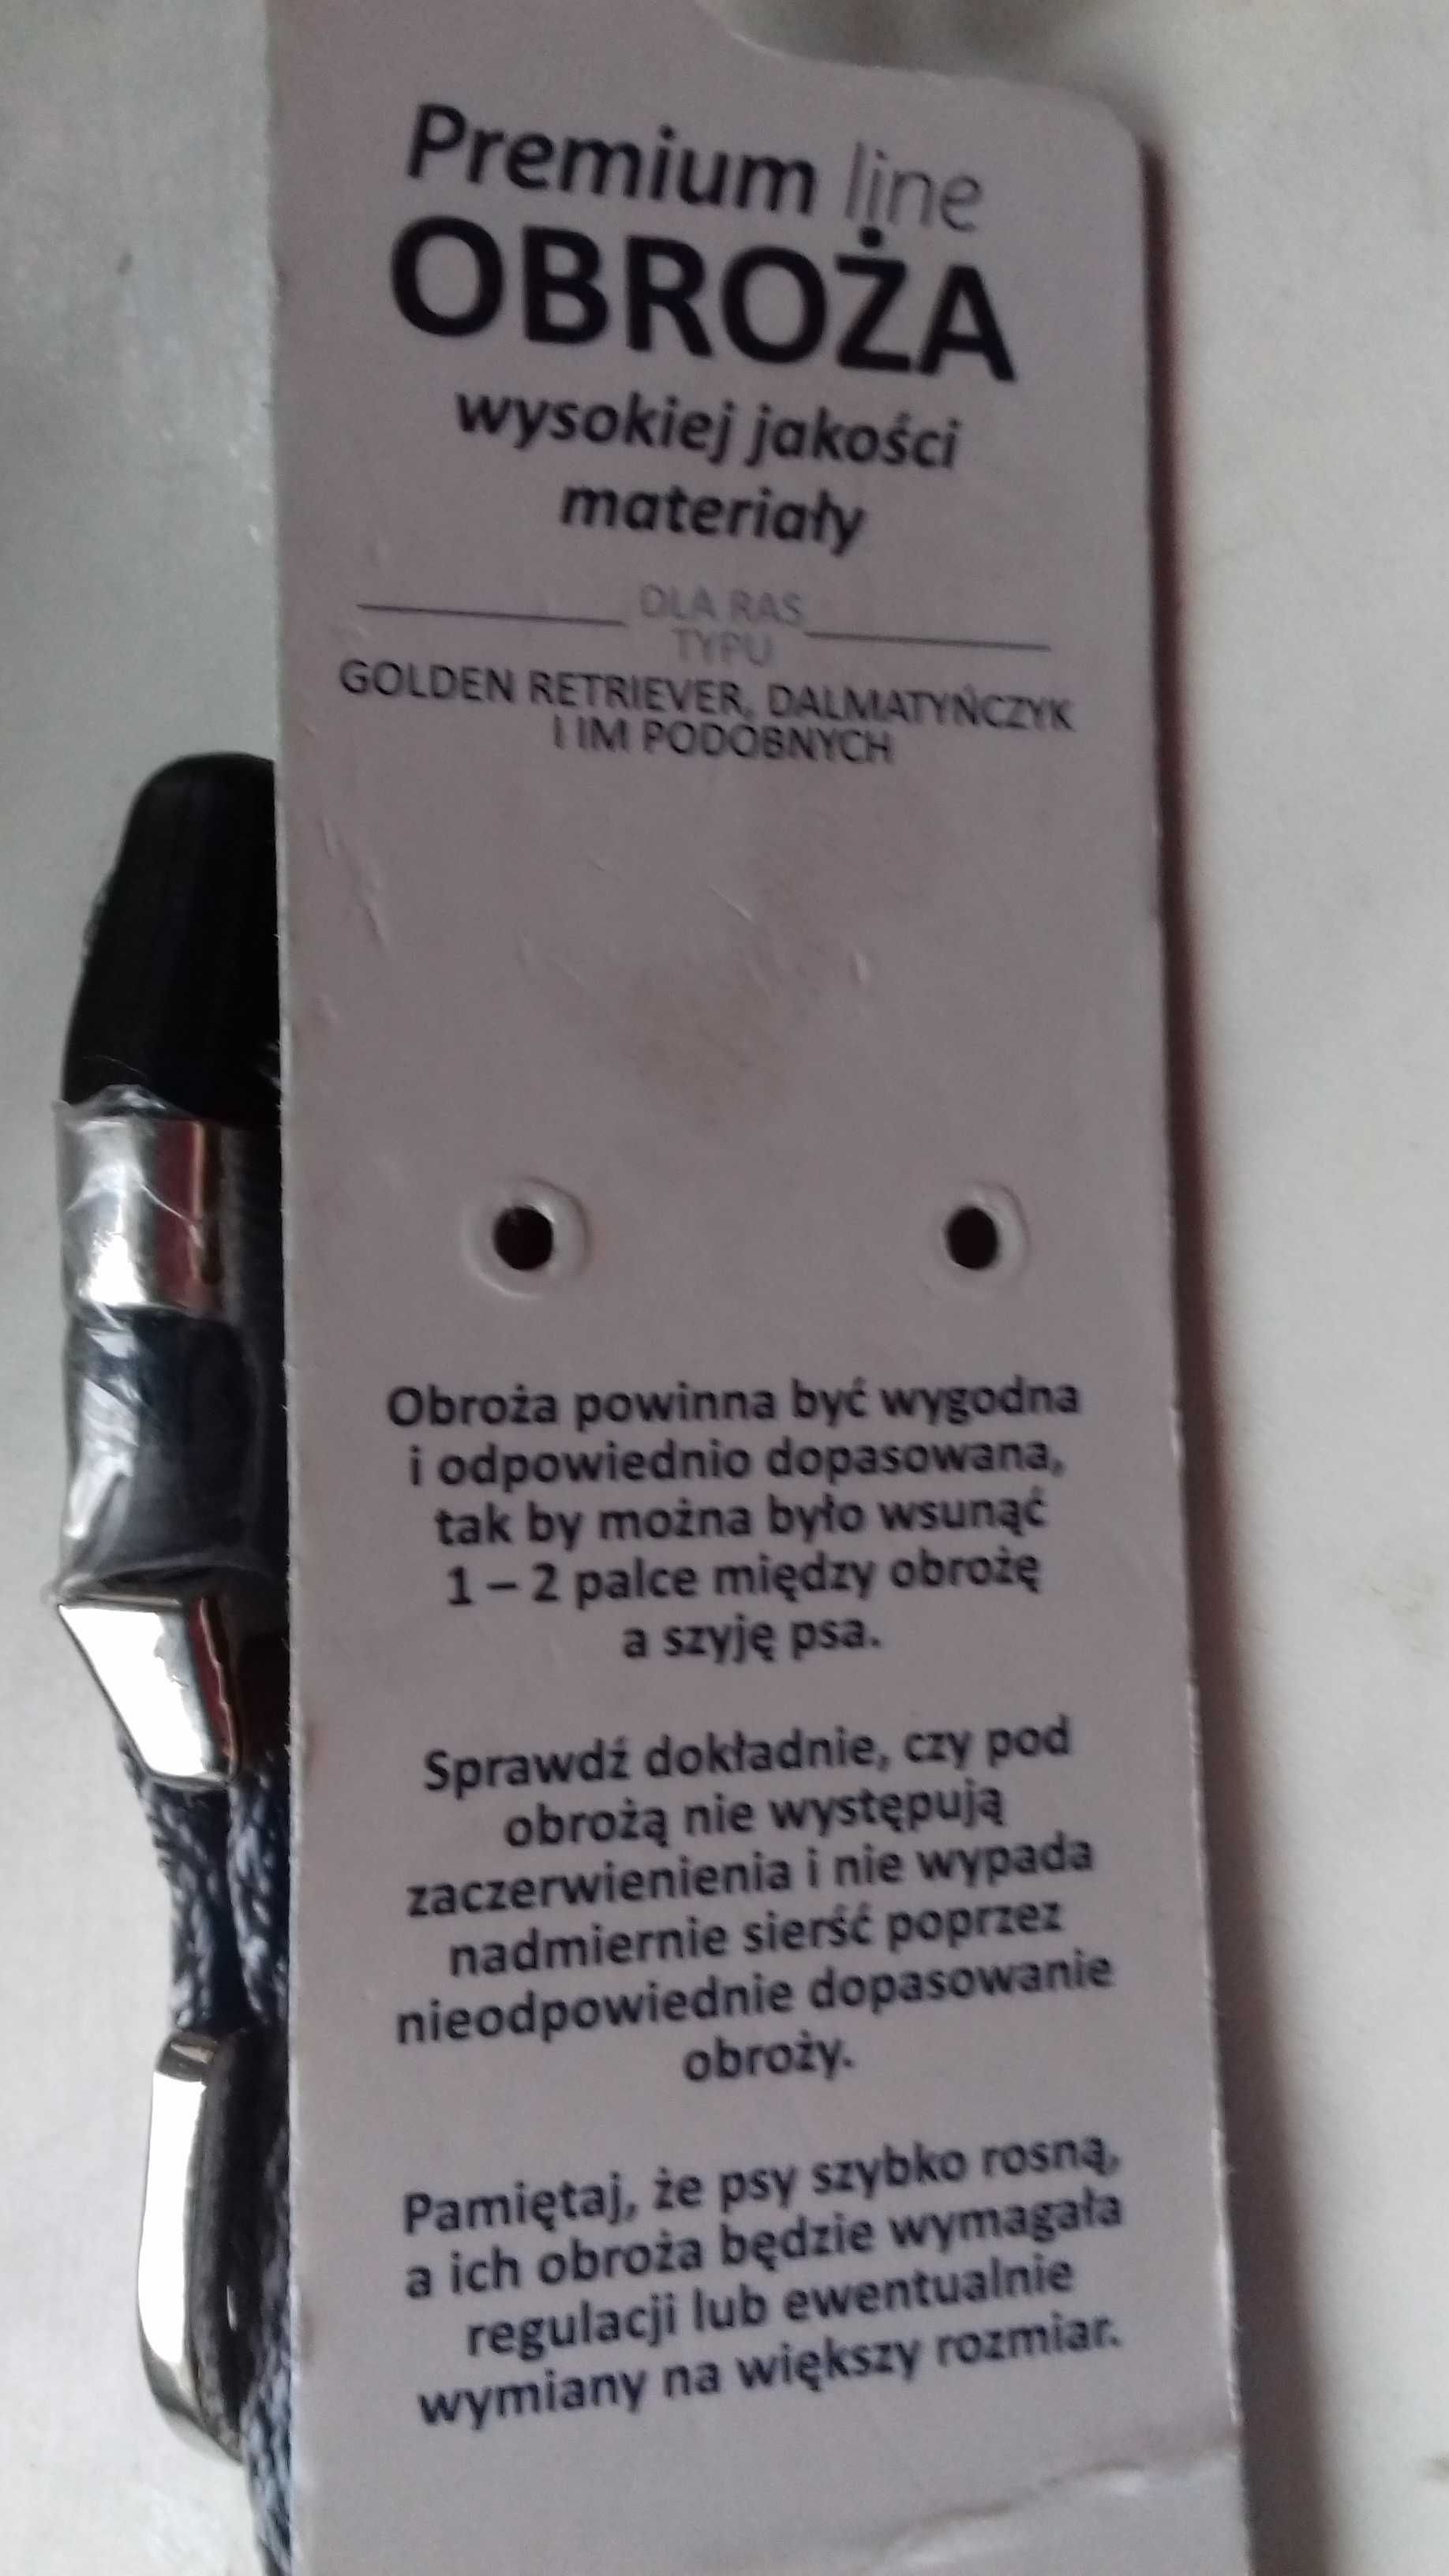 Premium line
OBROŻA
wysokiej jakości
materiały
DLA RAS
TYPU
GOLDEN RETRIEVER, DALMATYŃCZYK
I IM PODOBNYCH
Obroża powinna być wygodna
i odpowiednio dopasowana,
tak by można było wsunąć
1 – 2 palce między obrożę
a szyję psa.
Sprawdź dokładnie, czy pod
obrożą nie występują
zaczerwienienia i nie wypada
nadmiernie sierść poprzez
nieodpowiednie dopasowanie
obroży.
Pamiętaj, że psy szybko rosną,
a ich obroża będzie wymagała
regulacji lub ewentualnie
wymiany na większy rozmiar.